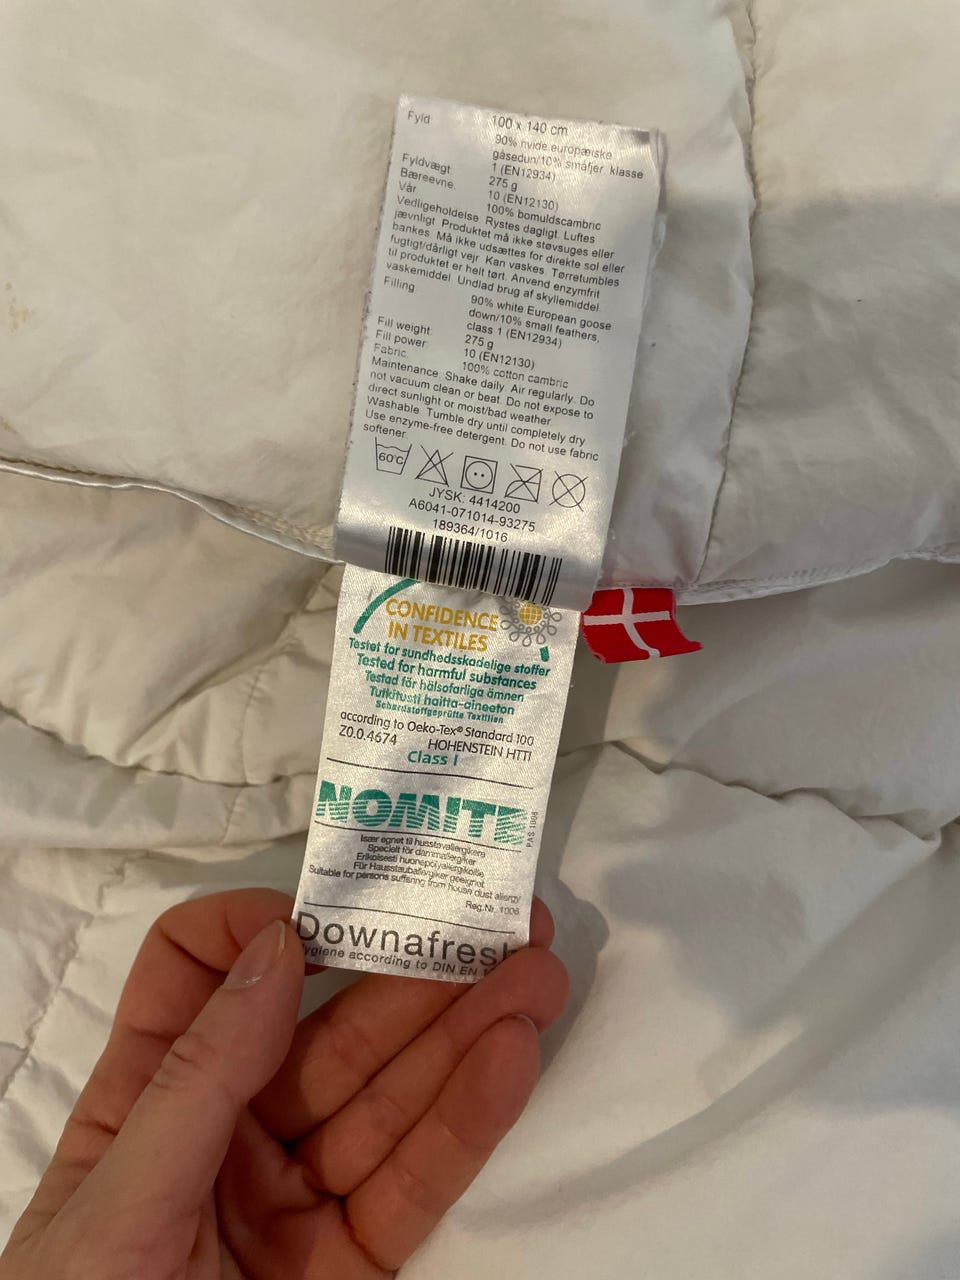 100 x 140 cm
Fyld
90% hvide europæiske
gåsedun/10% småfjer, klasse
1 (EN12934)
Fyldvægt: 275 g
Bæreevne: 10 (EN12130)
Vår 100% bomuldscambric
Vedligeholdelse Rystes dagligt. Luftes
jævnligt Produktet må ikke støvsuges eller
bankes. Må ikke udsættes for direkte sol eller
fugtigt/dårligt vejr Kan vaskes. Tørretumbles
til produktet er helt tørt. Anvend enzymfrit
vaskemiddel Undlad brug af skyllemiddel.
Filling
90% white European goose
down/10% small feathers,
class 1 (EN12934)
Fill weight: 275 g
Fill power: 10 (EN12130)
Fabric. 100% cotton cambric
Maintenance: Shake daily. Air regularly. Do
not vacuum clean or beat. Do not expose to
direct sunlight or moist/bad weather.
Washable. Tumble dry until completely dry
Use enzyme-free detergent. Do not use fabric
softener.
60°C
JYSK: 4414200
A6041-071014-93275
189364/1016
CONFIDENCE
IN TEXTILES
Testet for sundhedsskadelige stoffer
Tested for harmful substances
Testad för hälsofarliga ämnen
Tutkitusti haitta-aineeton
Schadstoffgeprüfte Textilien
according to Oeko-Tex® Standard 100
Z0.0.4674 HOHENSTEIN HTTI
Class I
NOMITE
PAS 1008
Især egnet til husstøvallergikere
Speciellt för dammallergiker
Für Hausstauballergiker geeignet
Suitable for persons suffering from house dust allergy
Reg.Nr. 1006
Downafresh
hygiene according to DIN EN